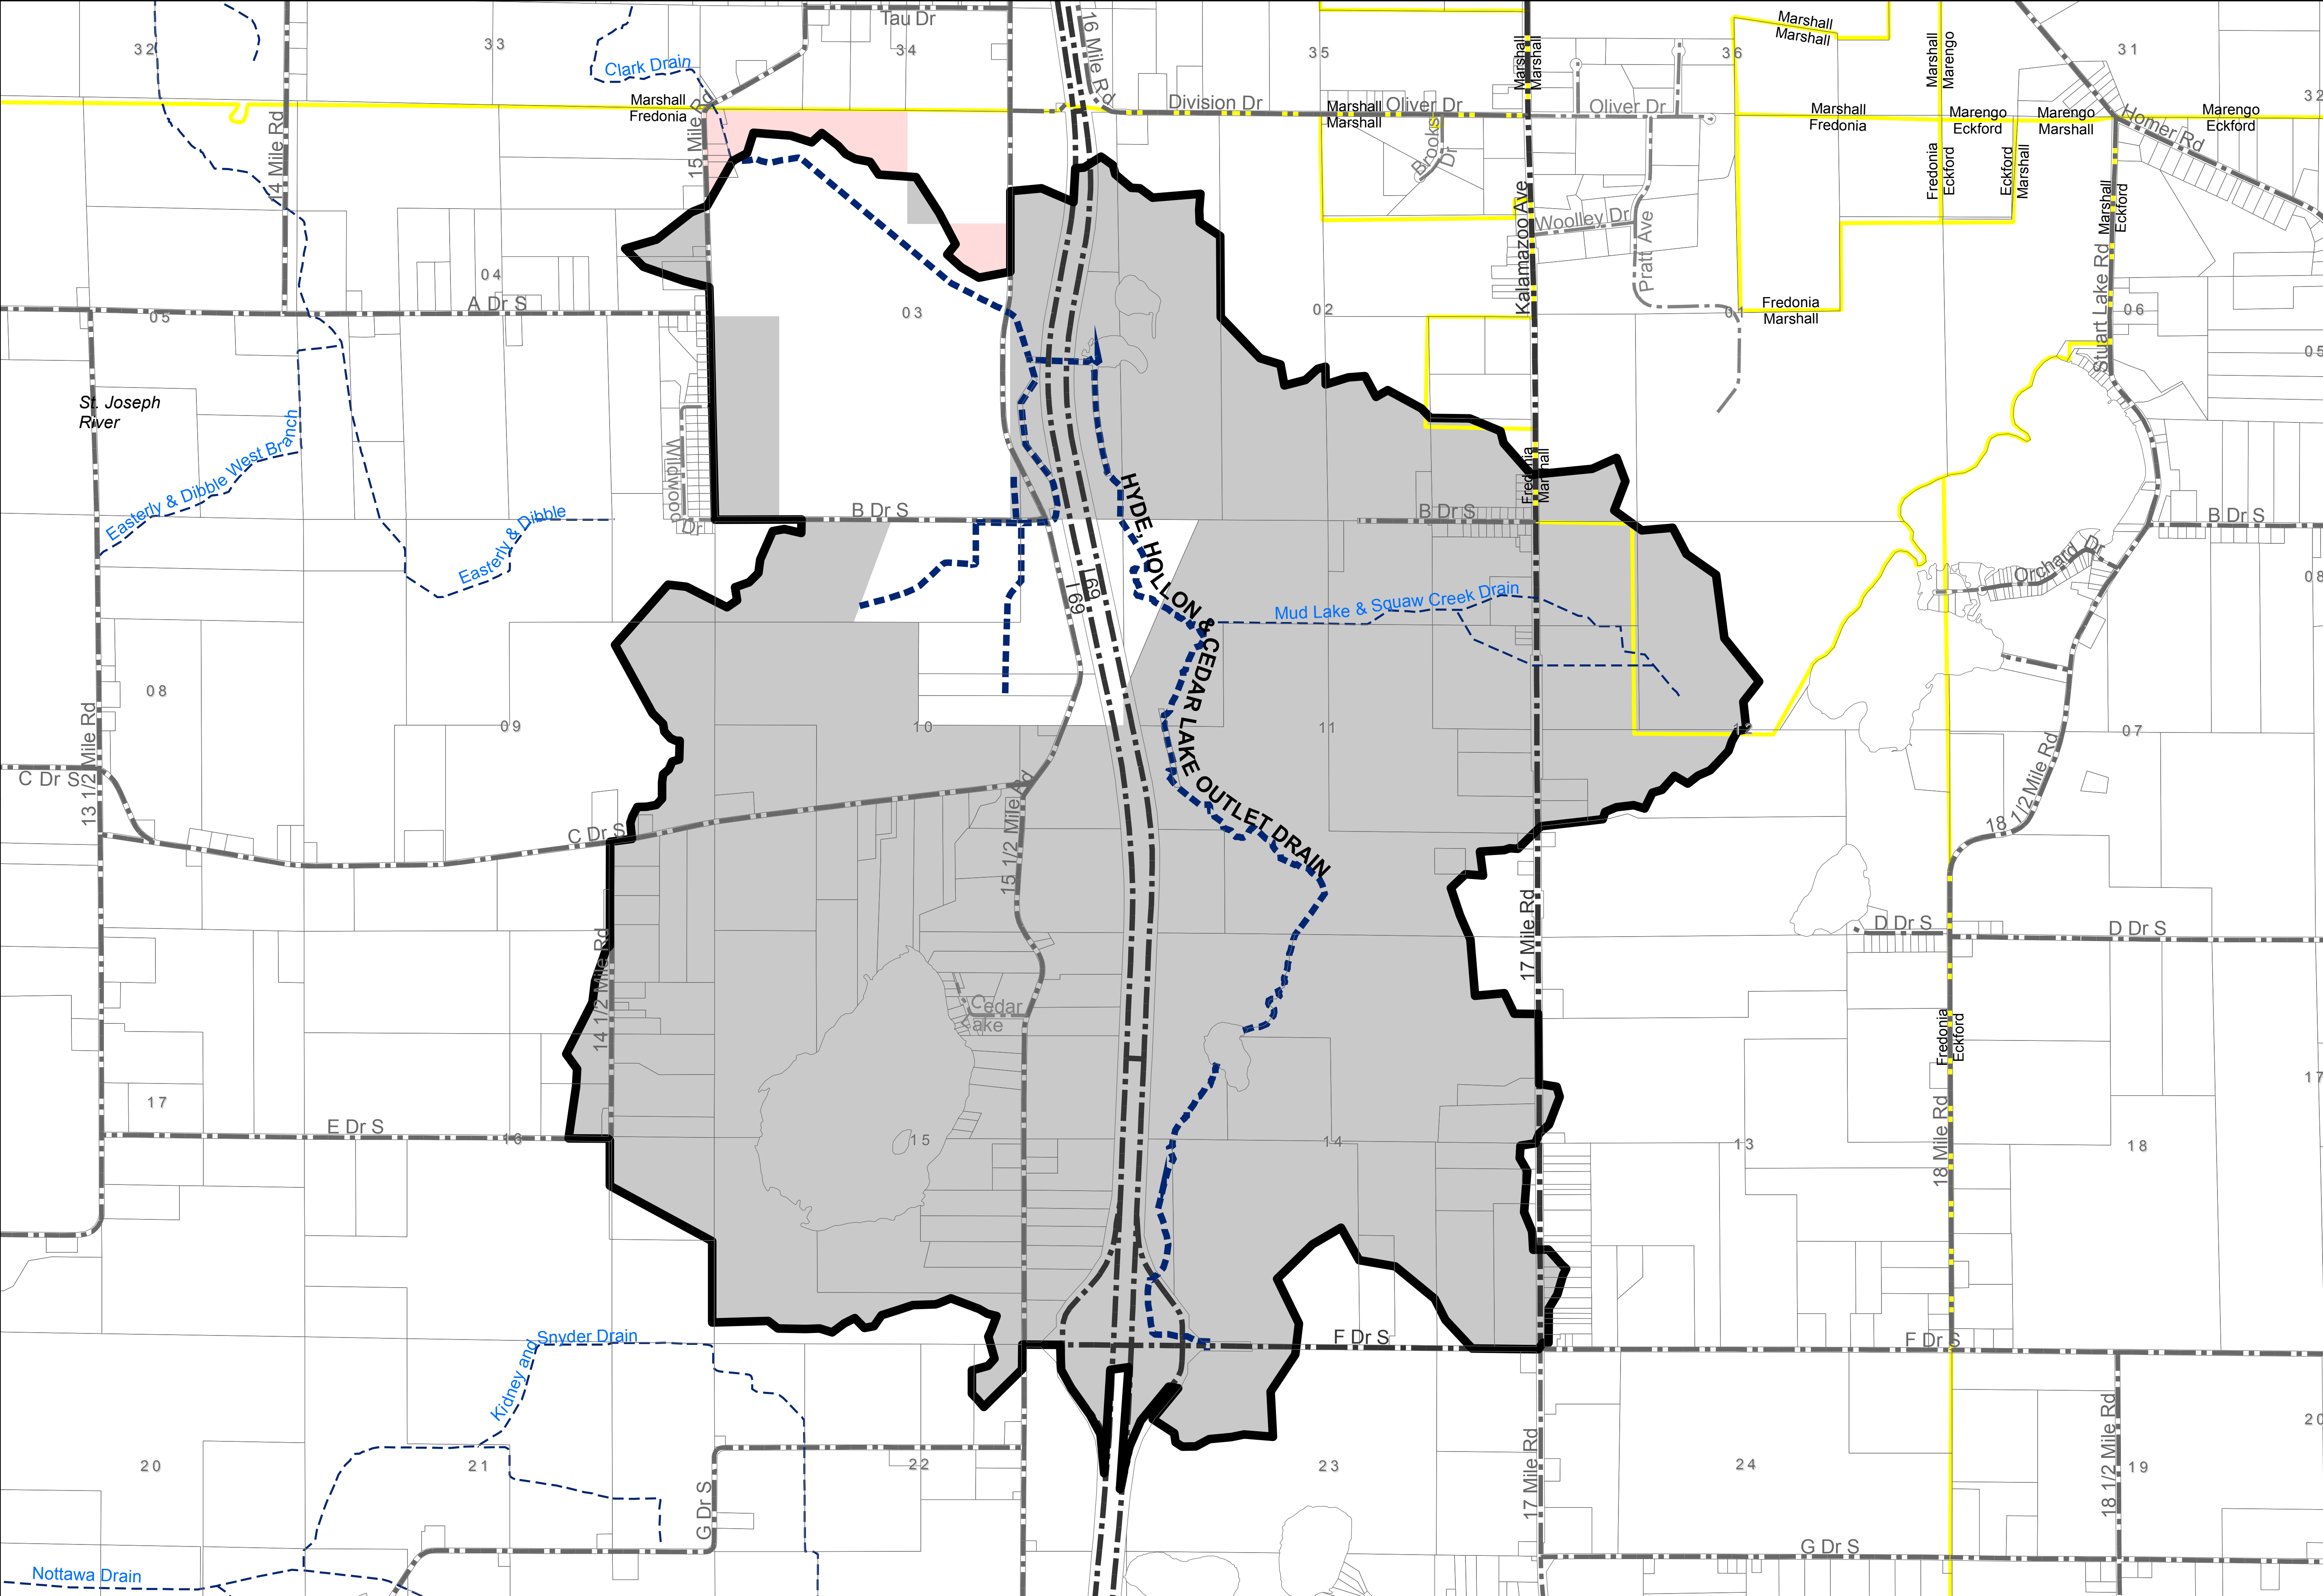 Tau Dr
32
33
34
16 Mile Rd
35
Marshall
Marshall
36
Marshall
Marshall
Marshall
Marengo
31
Clark Drain
Marshall
Fredonia
Division Dr
Marshall
Marshall
Oliver Dr
Oliver Dr
Marshall
Fredonia
Marengo
Eckford
Marengo
Marshall
Marengo
Eckford
32
Homer Rd
14 Mile Rd
15 Mile Rd
Brooks
Dr
Kalamazoo Ave
Woolley Dr
Pratt Ave
Fredonia
Eckford
Eckford
Marshall
Marshall
Eckford
Stuart Lake Rd
04
A Dr S
05
03
02
01
Fredonia
Marshall
06
05
St. Joseph
River
Easterly & Dibble West Branch
Easterly & Dibble
Wildwood
Dr
B Dr S
Fredonia
Marshall
B Dr S
B Dr S
Orchard Dr
08
I 69
I 69
HYDE, HOLLON & CEDAR LAKE OUTLET DRAIN
Mud Lake & Squaw Creek Drain
08
09
10
11
12
07
13 1/2 Mile Rd
C Dr S
C Dr S
15 1/2 Mile Rd
18 1/2 Mile Rd
14 1/2 Mile Rd
17 Mile Rd
D Dr S
D Dr S
Cedar
Lake
Fredonia
Eckford
17
17
E Dr S
16
15
14
13
18 Mile Rd
18
Kidney and Snyder Drain
F Dr S
F Dr S
20
21
G Dr S
22
23
17 Mile Rd
24
18 1/2 Mile Rd
19
20
G Dr S
Nottawa Drain